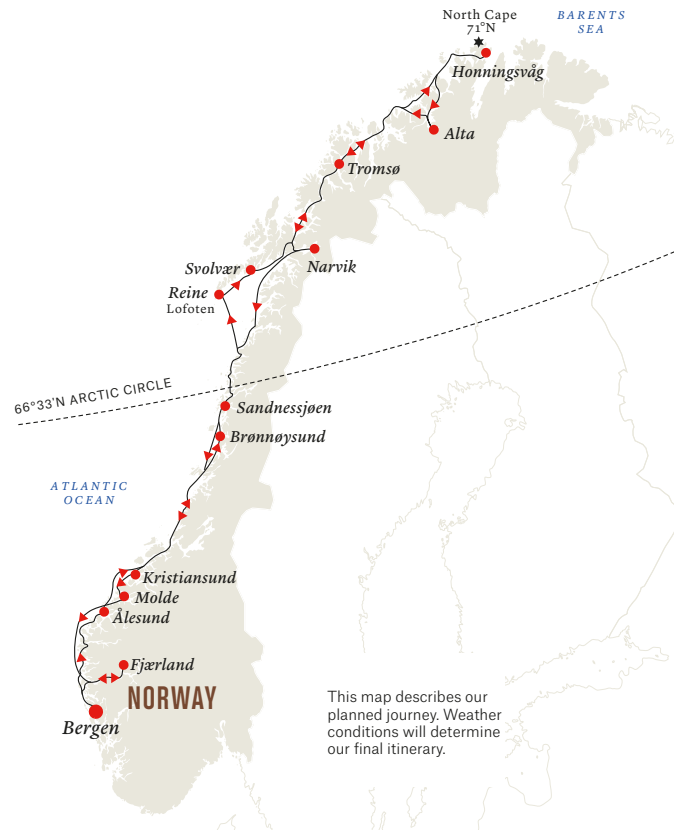 North Cape
71°N
BARENTS
SEA
Honningsvåg
Alta
Tromsø
Svolvær
Narvik
Reine
Lofoten
66°33'N ARCTIC CIRCLE
Sandnessjøen
Brønnøysund
ATLANTIC
OCEAN
Kristiansund
Molde
Ålesund
Fjærland
NORWAY
Bergen
This map describes our
planned journey. Weather
conditions will determine
our final itinerary.